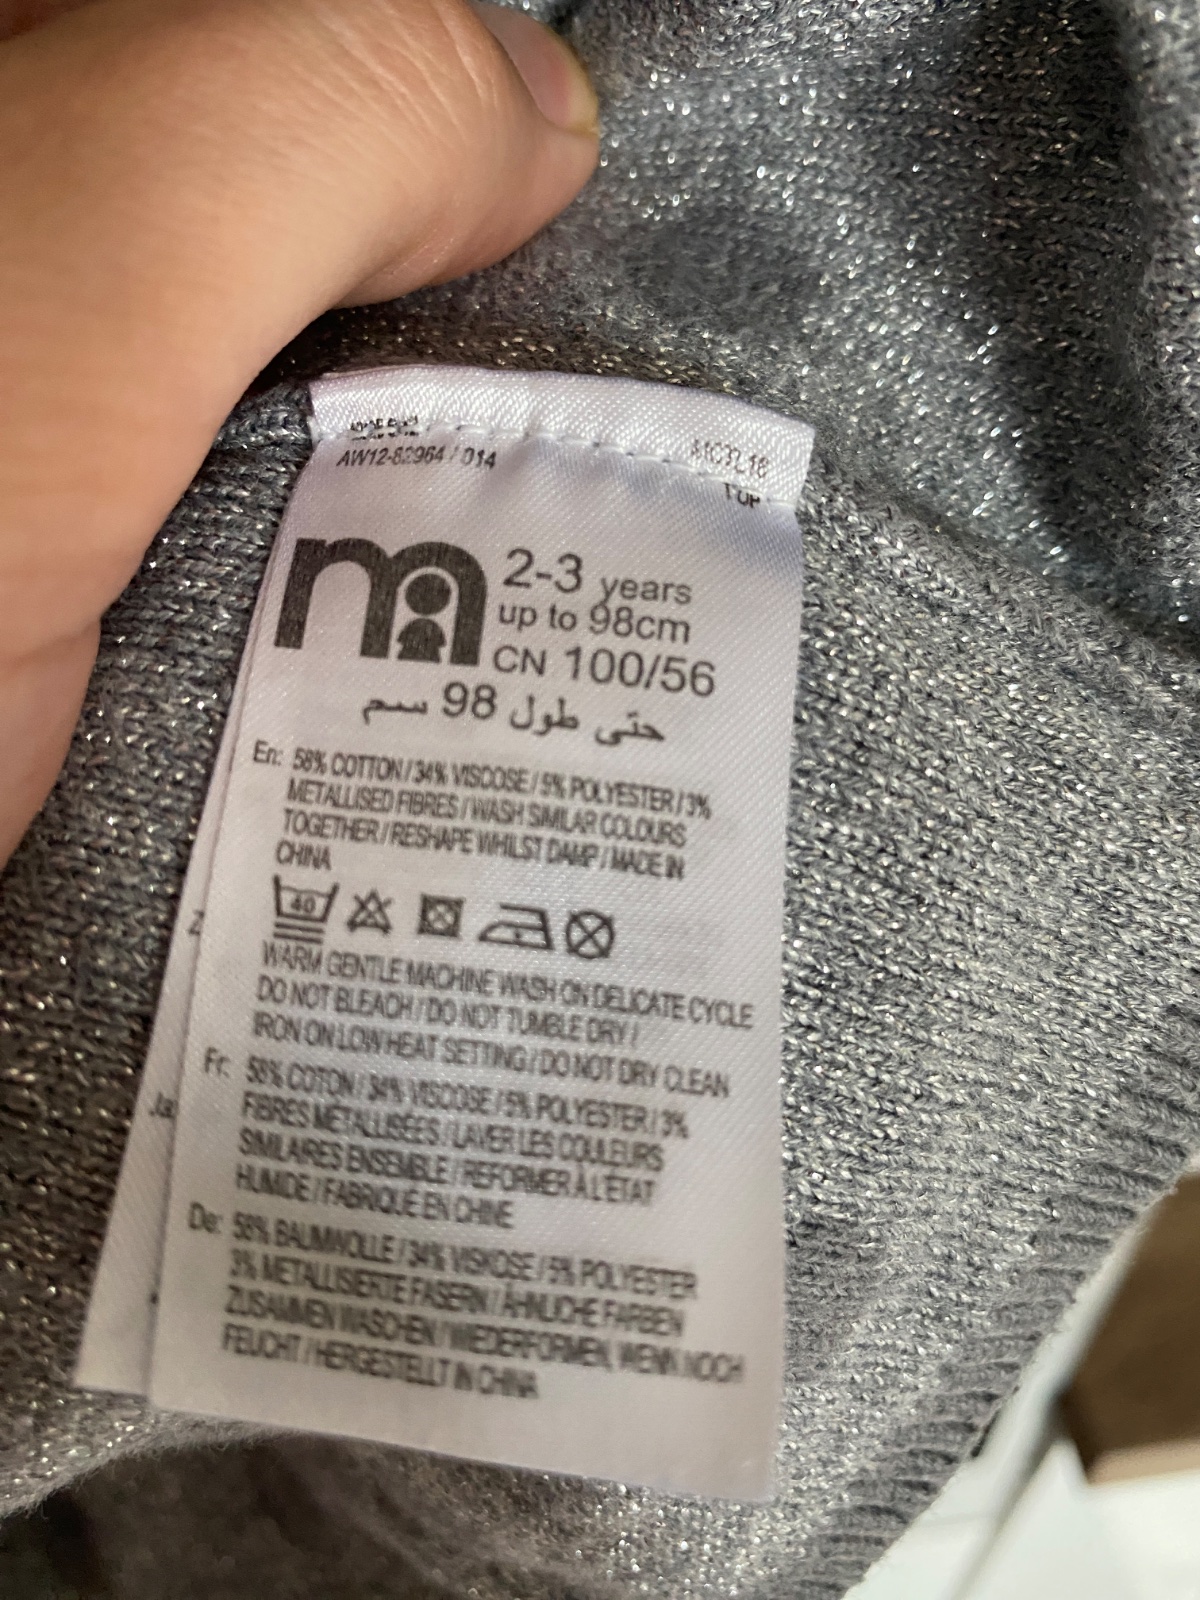 AW12-82964 / 014
TOP
2-3 years
up to 98cm
CN 100/56
حتى طول 98 سم
En: 58% COTTON / 34% VISCOSE / 5% POLYESTER / 3%
METALLISED FIBRES / WASH SIMILAR COLOURS
TOGETHER / RESHAPE WHILST DAMP / MADE IN
CHINA
40
WARM GENTLE MACHINE WASH ON DELICATE CYCLE
DO NOT BLEACH / DO NOT TUMBLE DRY /
IRON ON LOW HEAT SETTING / DO NOT DRY CLEAN
Fr: 58% COTON / 34% VISCOSE / 5% POLYESTER / 3%
FIBRES MÉTALLISÉES / LAVER LES COULEURS
SIMILAIRES ENSEMBLE / REFORMER À L'ÉTAT
HUMIDE / FABRIQUÉ EN CHINE
De: 58% BAUMWOLLE / 34% VISKOSE / 5% POLYESTER
3% METALLISIERTE FASERN / ÄHNLICHE FARBEN
ZUSAMMEN WASCHEN / WIEDERFORMEN, WENN NOCH
FEUCHT / HERGESTELLT IN CHINA